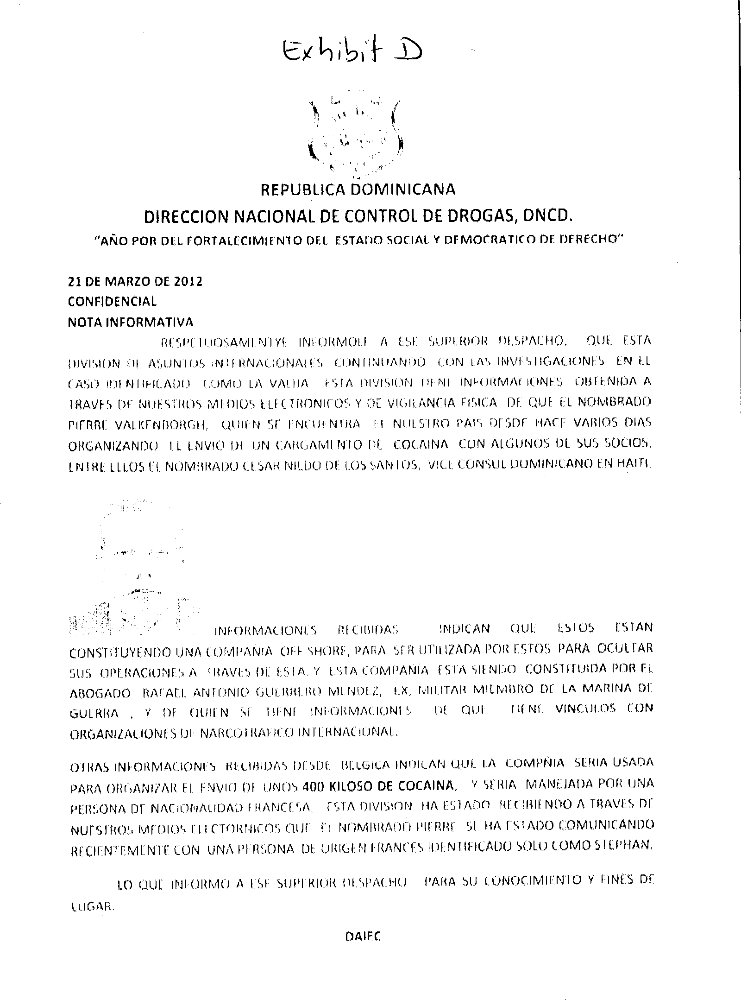 Exhibit D
REPUBLICA DOMINICANA
DIRECCION NACIONAL DE CONTROL DE DROGAS, DNCD.
"AÑO POR DEL FORTALECIMIENTO DEL ESTADO SOCIAL Y DEMOCRATICO DE DERECHO"
21 DE MARZO DE 2012
CONFIDENCIAL
NOTA INFORMATIVA
RESPETUOSAMENTYE INFORMOLE A ESE SUPERIOR DESPACHO, QUE ESTA
DIVISION DE ASUNTOS INTERNACIONALES CONTINUANDO CON LAS INVESTIGACIONES EN EL
CASO IDENTIFICADO COMO LA VALIJA ESTA DIVISION TIENE INFORMACIONES OBTENIDA A
TRAVES DE NUESTROS MEDIOS ELECTRONICOS Y DE VIGILANCIA FISICA DE QUE EL NOMBRADO
PIERRE VALKENBORGH, QUIEN SE ENCUENTRA EL NUESTRO PAIS DESDE HACE VARIOS DIAS
ORGANIZANDO EL ENVIO DE UN CARGAMENTO DE COCAINA CON ALGUNOS DE SUS SOCIOS,
ENTRE ELLOS EL NOMBRADO CESAR NILDO DE LOS SANTOS, VICE CONSUL DOMINICANO EN HAITI.
INFORMACIONES RECIBIDAS INDICAN QUE ESTOS ESTAN
CONSTITUYENDO UNA COMPAÑIA OFF SHORE, PARA SER UTILIZADA POR ESTOS PARA OCULTAR
SUS OPERACIONES A TRAVES DE ESTA, Y ESTA COMPAÑÍA ESTA SIENDO CONSTITUIDA POR EL
ABOGADO RAFAEL ANTONIO GUERRERO MENDEZ, EX, MILITAR MIEMBRO DE LA MARINA DE
GUERRA , Y DE QUIEN SE TIENE INFORMACIONES DE QUE TIENE VINCULOS CON
ORGANIZACIONES DE NARCOTRAFICO INTERNACIONAL.
OTRAS INFORMACIONES RECIBIDAS DESDE BELGICA INDICAN QUE LA COMPÑIA SERIA USADA
PARA ORGANIZAR EL ENVIO DE UNOS 400 KILOSO DE COCAINA, Y SERIA MANEJADA POR UNA
PERSONA DE NACIONALIDAD FRANCESA, ESTA DIVISION HA ESTADO RECIBIENDO A TRAVES DE
NUESTROS MEDIOS ELECTORNICOS QUE EL NOMBRADO PIERRE SE HA ESTADO COMUNICANDO
RECIENTEMENTE CON UNA PERSONA DE ORIGEN FRANCES IDENTIFICADO SOLO COMO STEPHAN.
LO QUE INFORMO A ESE SUPERIOR DESPACHO PARA SU CONOCIMIENTO Y FINES DE
LUGAR.
DAIEC